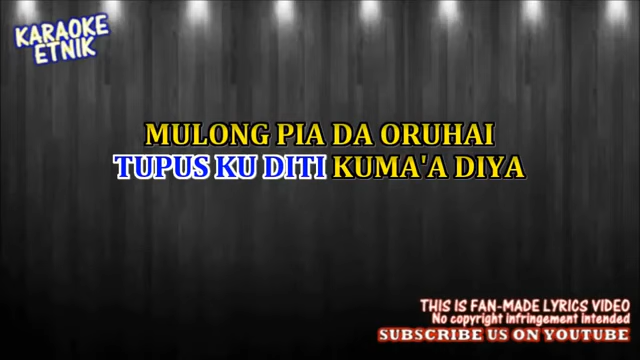 KARAOKE
ETNIK
MULONG PIA DA ORUHAI
TUPUS KU DITI KUMA'A DIYA
THIS IS FAN-MADE LYRICS VIDEO
No copyright infringement intended
SUBSCRIBE US ON YOUTUBE